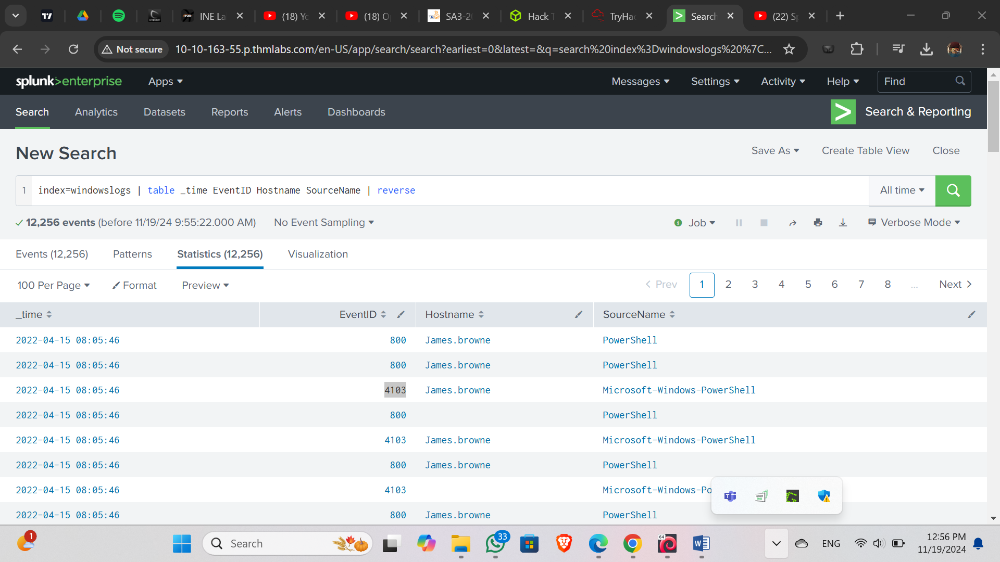 INE La
(18) Yo
(18) O
SA3-20
Hack T
TryHac
Search
(22) Sp
Not secure
10-10-163-55.p.thmlabs.com/en-US/app/search/search?earliest=0&latest=&q=search%20index%3Dwindowslogs%20%7C...
splunk>enterprise
Apps
Messages
Settings
Activity
Help
Find
Search
Analytics
Datasets
Reports
Alerts
Dashboards
Search & Reporting
New Search
Save As
Create Table View
Close
1 index=windowslogs | table _time EventID Hostname SourceName | reverse
All time
12,256 events (before 11/19/24 9:55:22.000 AM)
No Event Sampling
Job
Verbose Mode
Events (12,256)
Patterns
Statistics (12,256)
Visualization
100 Per Page
Format
Preview
Prev 1 2 3 4 5 6 7 8 ... Next
_time EventID Hostname SourceName
2022-04-15 08:05:46 800 James.browne PowerShell
2022-04-15 08:05:46 800 James.browne PowerShell
2022-04-15 08:05:46 4103 James.browne Microsoft-Windows-PowerShell
2022-04-15 08:05:46 800 PowerShell
2022-04-15 08:05:46 4103 James.browne Microsoft-Windows-PowerShell
2022-04-15 08:05:46 800 James.browne PowerShell
2022-04-15 08:05:46 4103 Microsoft-Windows-Po
2022-04-15 08:05:46 800 James.browne PowerShell
1
Search
33
64
ENG
12:56 PM
11/19/2024